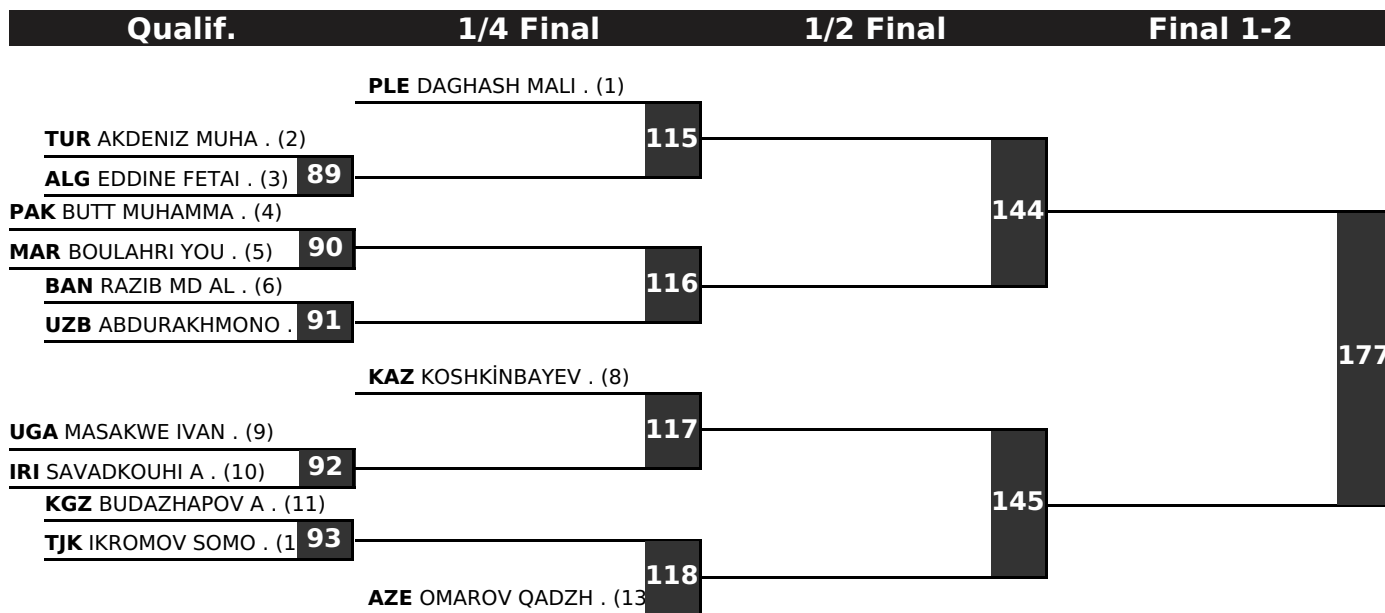 Qualif. 1/4 Final 1/2 Final Final 1-2
PLE DAGHASH MALI . (1)
115
TUR AKDENIZ MUHA . (2)
89
ALG EDDINE FETAI . (3)
PAK BUTT MUHAMMA . (4)
144
90
MAR BOULAHRI YOU . (5)
BAN RAZIB MD AL . (6)
116
91
UZB ABDURAKHMONO .
177
KAZ KOSHKİNBAYEV . (8)
117
UGA MASAKWE IVAN . (9)
92
IRI SAVADKOUHI A . (10)
KGZ BUDAZHAPOV A . (11)
145
93
TJK IKROMOV SOMO . (1
118
AZE OMAROV QADZH . (13